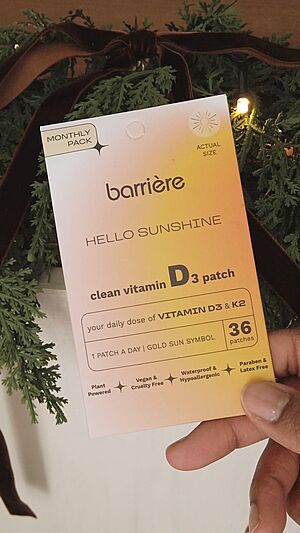 MONTHLY
PACK
ACTUAL
SIZE
barrière
HELLO SUNSHINE
clean vitamin D3 patch
your daily dose of VITAMIN D3 & K2
1 PATCH A DAY | GOLD SUN SYMBOL
36
patches
Plant
Powered
Vegan &
Cruelty Free
Waterproof &
Hypoallergenic
Paraben &
Latex Free